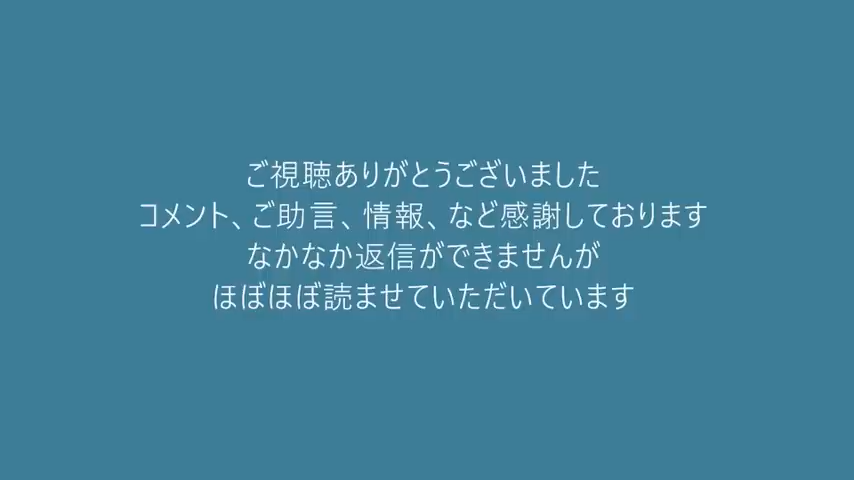 ご視聴ありがとうございました
コメント、ご助言、情報、など感謝しております
なかなか返信ができませんが
ほぼほぼ読ませていただいています